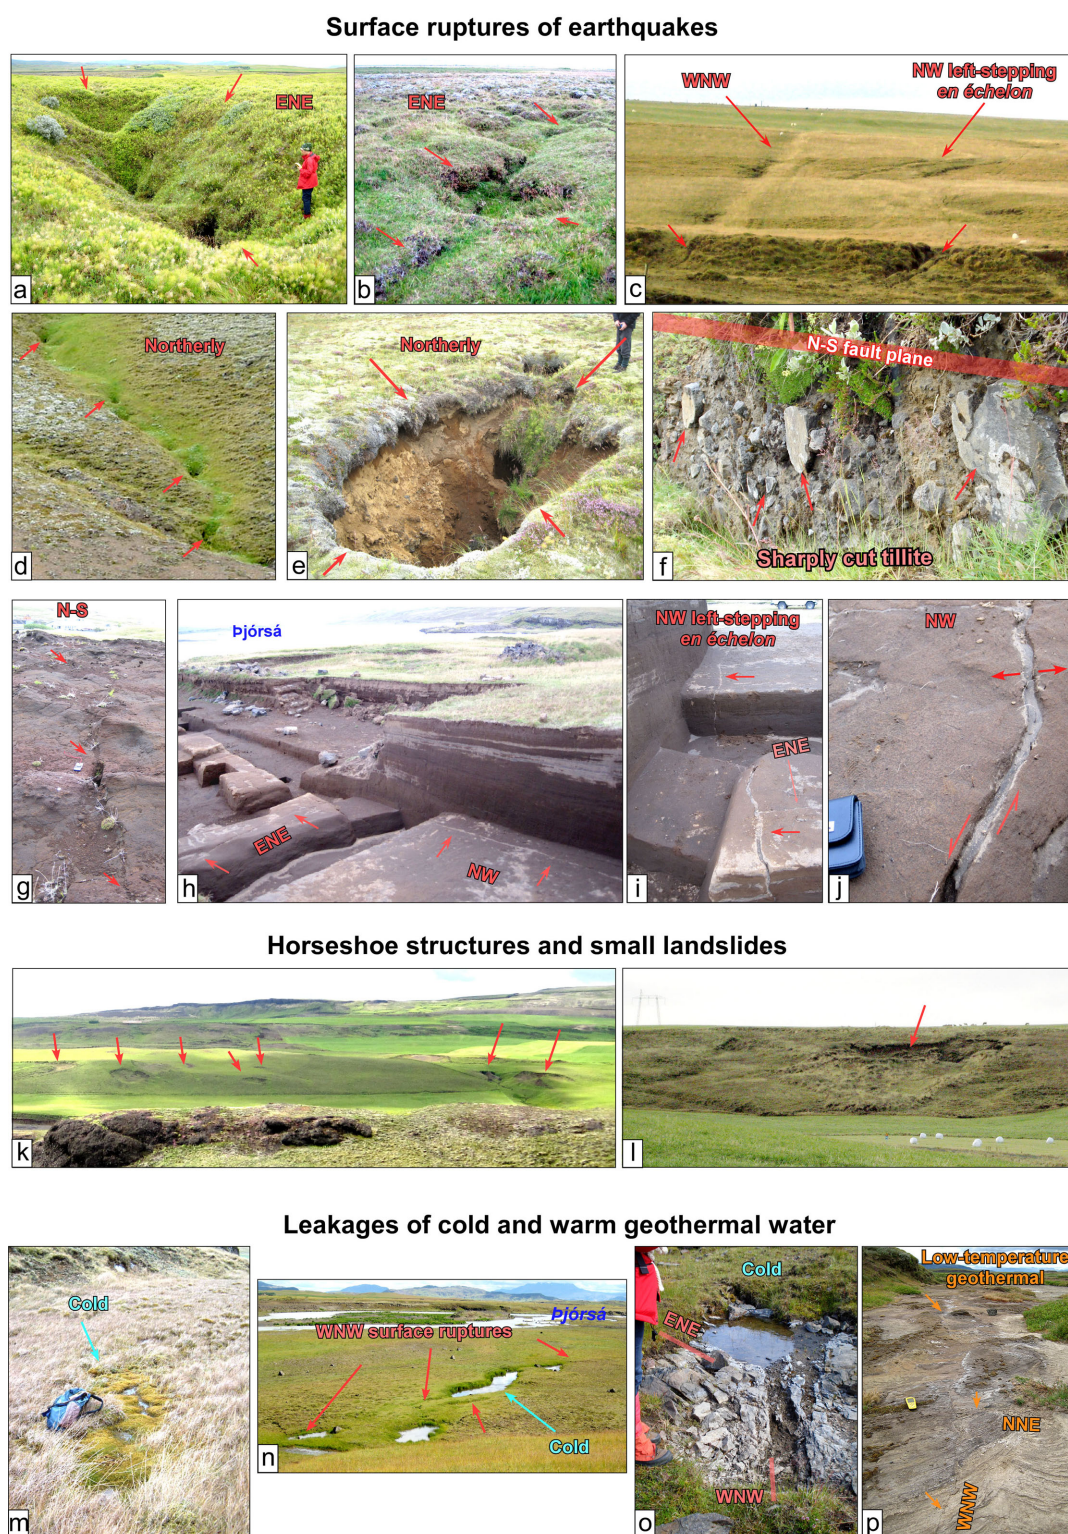 Surface ruptures of earthquakes
ENE
a
ENE
b
WNW
NW left-stepping
en échelon
c
Northerly
d
Northerly
e
N-S fault plane
Sharply cut tillite
f
N-S
g
Þjórsá
ENE
NW
h
NW left-stepping
en échelon
ENE
i
NW
j
Horseshoe structures and small landslides
k
l
Leakages of cold and warm geothermal water
Cold
m
Þjórsá
WNW surface ruptures
Cold
n
Cold
ENE
WNW
o
Low-temperature
geothermal
NNE
WNW
p